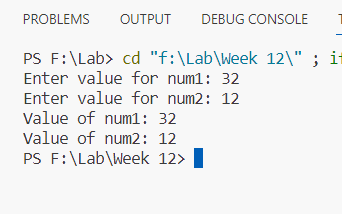 PROBLEMS OUTPUT DEBUG CONSOLE
PS F:\Lab> cd "f:\Lab\Week 12\" ; if
Enter value for num1: 32
Enter value for num2: 12
Value of num1: 32
Value of num2: 12
PS F:\Lab\Week 12>